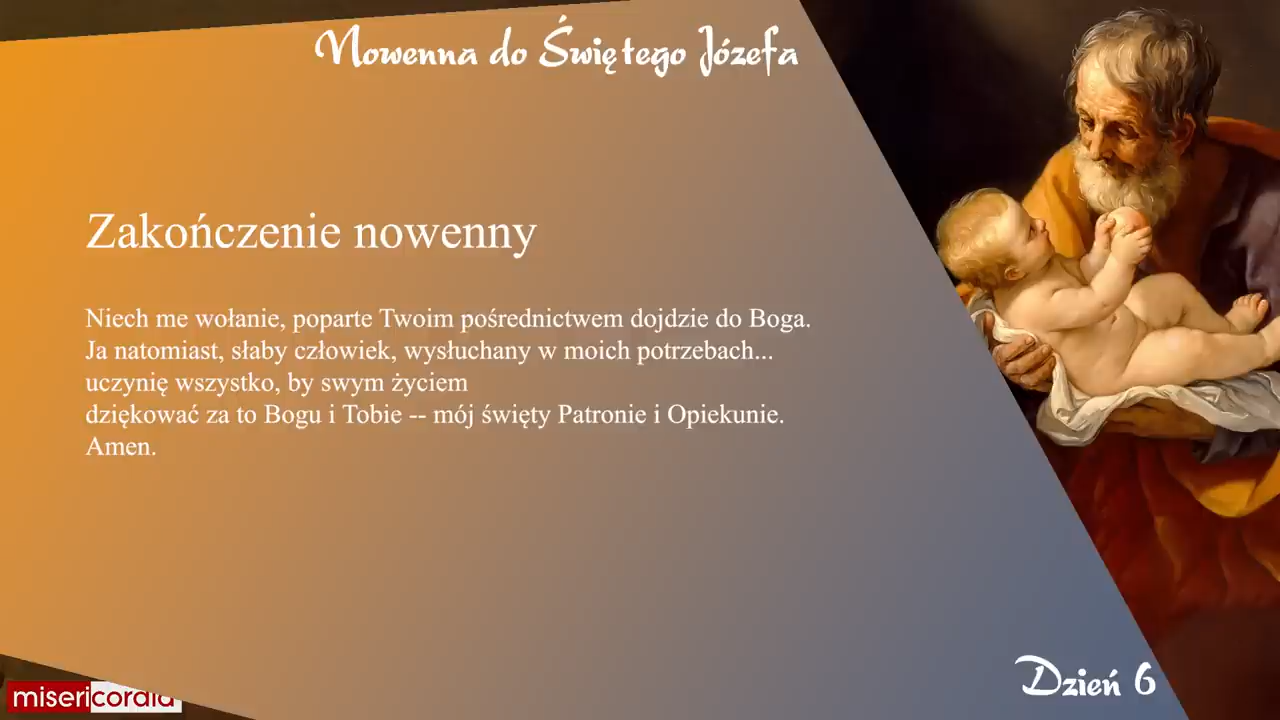 Nowenna do Świętego Józefa
Zakończenie nowenny
Niech me wołanie, poparte Twoim pośrednictwem dojdzie do Boga.
Ja natomiast, słaby człowiek, wysłuchany w moich potrzebach...
uczynię wszystko, by swym życiem
dziękować za to Bogu i Tobie -- mój święty Patronie i Opiekunie.
Amen.
Dzień 6
misericordia